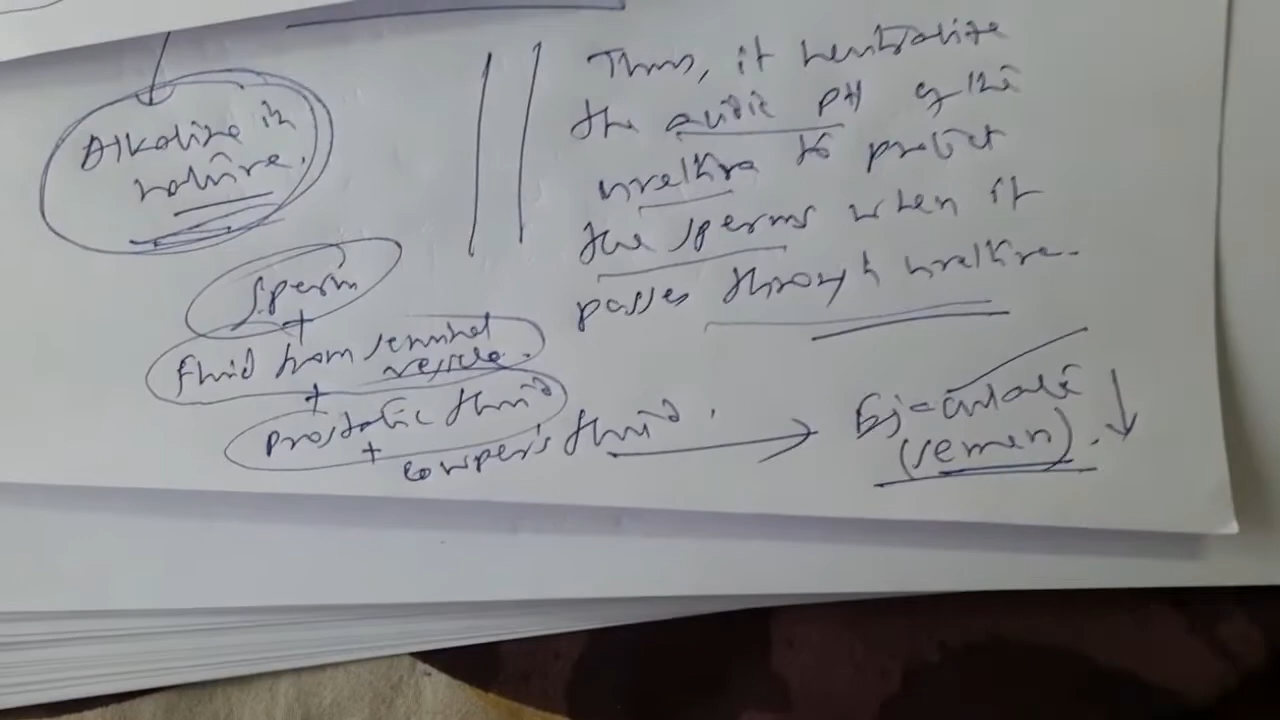 Alkaline in
nature.
Thus, it neutralize
the acidic pH of the
urethra to protect
the sperms when it
passes through urethra.
Sperm
+
fluid from seminal
vesicle.
+
prostatic fluid
+
cowper's fluid.
Ejaculate
(semen).